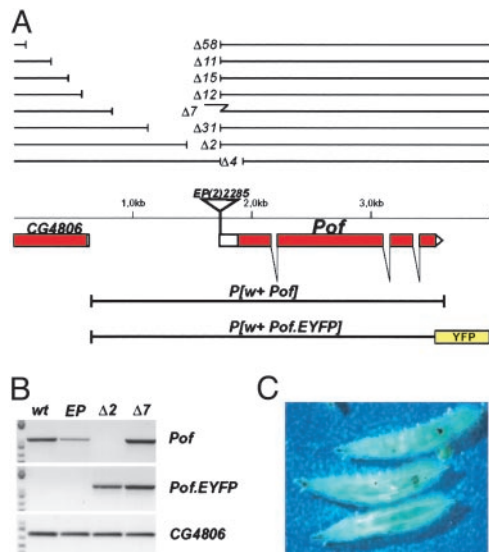 A
Δ58
Δ11
Δ15
Δ12
Δ7
Δ31
Δ2
Δ4
EP(2)2285
1,0kb 2,0kb 3,0kb
CG4806 Pof
P[w+ Pof]
P[w+ Pof.EYFP]
YFP
B
wt EP Δ2 Δ7
Pof
Pof.EYFP
CG4806
C